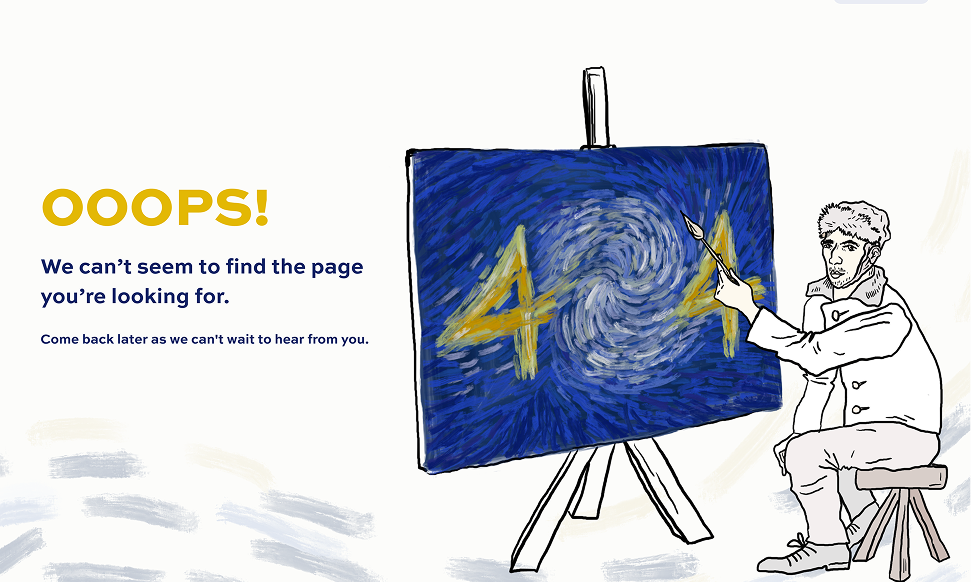 OOOPS!
We can’t seem to find the page
you’re looking for.
Come back later as we can't wait to hear from you.
404